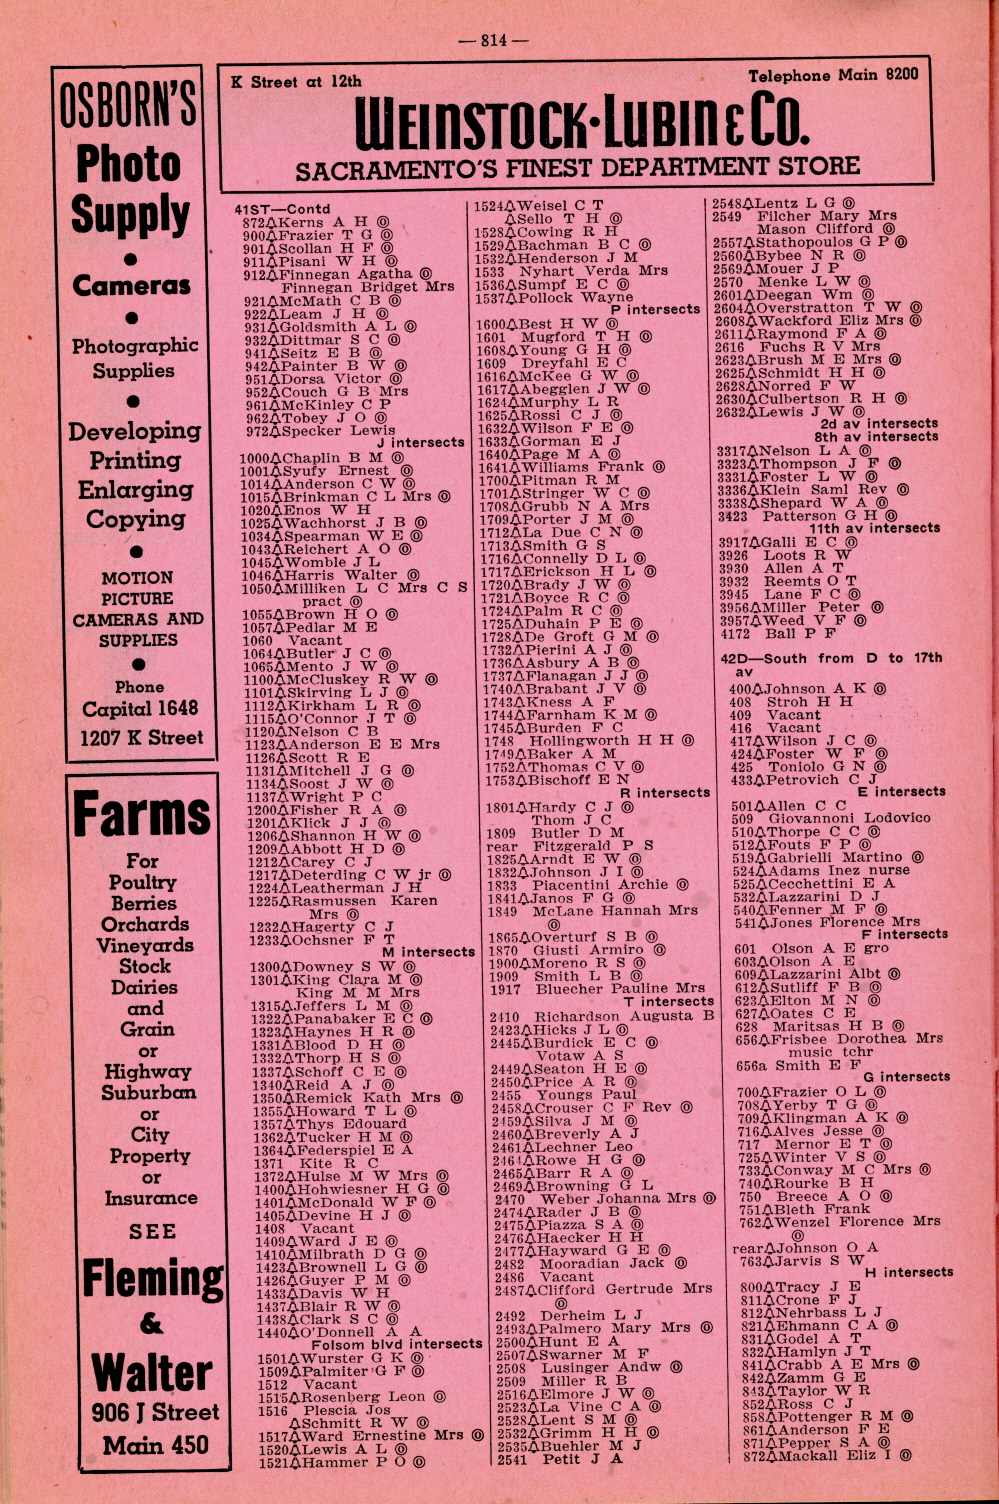 — 814 —
OSBORN'S
Photo
Supply
•
Cameras
•
Photographic
Supplies
•
Developing
Printing
Enlarging
Copying
•
MOTION
PICTURE
CAMERAS AND
SUPPLIES
•
Phone
Capital 1648
1207 K Street
Farms
For
Poultry
Berries
Orchards
Vineyards
Stock
Dairies
and
Grain
or
Highway
Suburban
or
City
Property
or
Insurance
SEE
Fleming
&
Walter
906 J Street
Main 450
K Street at 12th
Telephone Main 8200
WEINSTOCK·LUBIN & CO.
SACRAMENTO'S FINEST DEPARTMENT STORE
41ST—Contd
872△Kerns A H ⓞ
900△Frazier T G ⓞ
901△Scollan H F ⓞ
911△Pisani W H ⓞ
912△Finnegan Agatha ⓞ
Finnegan Bridget Mrs
921△McMath C B ⓞ
922△Leam J H ⓞ
931△Goldsmith A L ⓞ
932△Dittmar S C ⓞ
941△Seitz E B ⓞ
942△Painter B W ⓞ
951△Dorsa Victor ⓞ
952△Couch G B Mrs
961△McKinley C P
962△Tobey J O ⓞ
972△Specker Lewis
J intersects
1000△Chaplin B M ⓞ
1001△Syufy Ernest ⓞ
1014△Anderson C W ⓞ
1015△Brinkman C L Mrs ⓞ
1020△Enos W H
1025△Wachhorst J B ⓞ
1034△Spearman W E ⓞ
1043△Reichert A O ⓞ
1045△Womble J L
1046△Harris Walter ⓞ
1050△Milliken L C Mrs C S
pract ⓞ
1055△Brown H O ⓞ
1057△Pedlar M E
1060 Vacant
1064△Butler J C ⓞ
1065△Mento J W ⓞ
1100△McCluskey R W ⓞ
1101△Skirving L J ⓞ
1112△Kirkham L R ⓞ
1115△O'Connor J T ⓞ
1120△Nelson C B
1123△Anderson E E Mrs
1126△Scott R E
1131△Mitchell J G ⓞ
1134△Soost J W ⓞ
1137△Wright P C
1200△Fisher R A ⓞ
1201△Klick J J ⓞ
1206△Shannon H W ⓞ
1209△Abbott H D ⓞ
1212△Carey C J
1217△Deterding C W jr ⓞ
1224△Leatherman J H
1225△Rasmussen Karen
Mrs ⓞ
1232△Hagerty C J
1233△Ochsner F T
M intersects
1300△Downey S W ⓞ
1301△King Clara M ⓞ
King M M Mrs
1315△Jeffers L M ⓞ
1322△Panabaker E C ⓞ
1323△Haynes H R ⓞ
1331△Blood D H ⓞ
1332△Thorp H S ⓞ
1337△Schoff C E ⓞ
1340△Reid A J ⓞ
1350△Remick Kath Mrs ⓞ
1355△Howard T L ⓞ
1357△Thys Edouard
1362△Tucker H M ⓞ
1364△Federspiel E A
1371 Kite R C
1372△Hulse M W Mrs ⓞ
1400△Hohwiesner H G ⓞ
1401△McDonald W F ⓞ
1405△Devine H J ⓞ
1408 Vacant
1409△Ward J E ⓞ
1410△Milbrath D G ⓞ
1423△Brownell L G ⓞ
1426△Guyer P M ⓞ
1433△Davis W H
1437△Blair R W ⓞ
1438△Clark S C ⓞ
1440△O'Donnell A A
Folsom blvd intersects
1501△Wurster G K ⓞ
1509△Palmiter G F ⓞ
1512 Vacant
1515△Rosenberg Leon ⓞ
1516 Plescia Jos
△Schmitt R W ⓞ
1517△Ward Ernestine Mrs ⓞ
1520△Lewis A L ⓞ
1521△Hammer P O ⓞ
1524△Weisel C T
△Sello T H ⓞ
1528△Cowing R H
1529△Bachman B C ⓞ
1532△Henderson J M
1533 Nyhart Verda Mrs
1536△Sumpf E C ⓞ
1537△Pollock Wayne
P intersects
1600△Best H W ⓞ
1601 Mugford T H ⓞ
1608△Young G H ⓞ
1609 Dreyfahl E C
1616△McKee G W ⓞ
1617△Abegglen J W ⓞ
1624△Murphy L R
1625△Rossi C J ⓞ
1632△Wilson F E ⓞ
1633△Gorman E J
1640△Page M A ⓞ
1641△Williams Frank ⓞ
1700△Pitman R M
1701△Stringer W C ⓞ
1708△Grubb N A Mrs
1709△Porter J M ⓞ
1712△La Due C N ⓞ
1713△Smith G S
1716△Connelly D L ⓞ
1717△Erickson H L ⓞ
1720△Brady J W ⓞ
1721△Boyce R C ⓞ
1724△Palm R C ⓞ
1725△Duhain P E ⓞ
1728△De Groft G M ⓞ
1732△Pierini A J ⓞ
1736△Asbury A B ⓞ
1737△Flanagan J J ⓞ
1740△Brabant J V ⓞ
1743△Kness A F
1744△Farnham K M ⓞ
1745△Burden F C
1748 Hollingworth H H ⓞ
1749△Baker A M
1752△Thomas C V ⓞ
1753△Bischoff E N
R intersects
1801△Hardy C J ⓞ
Thom J C
1809 Butler D M
rear Fitzgerald P S
1825△Arndt E W ⓞ
1832△Johnson J I ⓞ
1833 Piacentini Archie ⓞ
1841△Janos F G ⓞ
1849 McLane Hannah Mrs
ⓞ
1865△Overturf S B ⓞ
1870 Giusti Armiro ⓞ
1900△Moreno R S ⓞ
1909 Smith L B ⓞ
1917 Bluecher Pauline Mrs
T intersects
2410 Richardson Augusta B
2423△Hicks J L ⓞ
2445△Burdick E C ⓞ
Votaw A S
2449△Seaton H E ⓞ
2450△Price A R ⓞ
2455 Youngs Paul
2458△Crouser C F Rev ⓞ
2459△Silva J M ⓞ
2460△Breverly A J
2461△Lechner Leo
2464△Rowe H G ⓞ
2465△Barr R A ⓞ
2469△Browning G L
2470 Weber Johanna Mrs ⓞ
2474△Rader J B ⓞ
2475△Piazza S A ⓞ
2476△Haecker H H
2477△Hayward G E ⓞ
2482 Mooradian Jack ⓞ
2486 Vacant
2487△Clifford Gertrude Mrs
ⓞ
2492 Derheim L J
2493△Palmero Mary Mrs ⓞ
2500△Hunt E A
2507△Swarner M F
2508 Lusinger Andw ⓞ
2509 Miller R B
2516△Elmore J W ⓞ
2523△La Vine C A ⓞ
2528△Lent S M ⓞ
2532△Grimm H H ⓞ
2535△Buehler M J
2541 Petit J A
2548△Lentz L G ⓞ
2549 Filcher Mary Mrs
Mason Clifford ⓞ
2557△Stathopoulos G P ⓞ
2560△Bybee N R ⓞ
2569△Mouer J P
2570 Menke L W ⓞ
2601△Deegan Wm ⓞ
2604△Overstratton T W ⓞ
2608△Wackford Eliz Mrs ⓞ
2611△Raymond F A ⓞ
2616 Fuchs R V Mrs
2623△Brush M E Mrs ⓞ
2625△Schmidt H H ⓞ
2628△Norred F W
2630△Culbertson R H ⓞ
2632△Lewis J W ⓞ
2d av intersects
8th av intersects
3317△Nelson L A ⓞ
3323△Thompson J F ⓞ
3331△Foster L W ⓞ
3336△Klein Saml Rev ⓞ
3338△Shepard W A ⓞ
3423 Patterson G H ⓞ
11th av intersects
3917△Galli E C ⓞ
3926 Loots R W
3930 Allen A T
3932 Reemts O T
3945 Lane F C ⓞ
3956△Miller Peter ⓞ
3957△Weed V F ⓞ
4172 Ball P F
42D—South from D to 17th
av
400△Johnson A K ⓞ
408 Stroh H H
409 Vacant
416 Vacant
417△Wilson J C ⓞ
424△Foster W F ⓞ
425 Toniolo G N ⓞ
433△Petrovich C J
E intersects
501△Allen C C
509 Giovannoni Lodovico
510△Thorpe C C ⓞ
512△Fouts F P ⓞ
519△Gabrielli Martino ⓞ
524△Adams Inez nurse
525△Cecchettini E A
532△Lazzarini D J
540△Fenner M F ⓞ
541△Jones Florence Mrs
F intersects
601 Olson A E gro
603△Olson A E
609△Lazzarini Albt ⓞ
612△Sutliff F B ⓞ
623△Elton M N ⓞ
627△Oates C E
628 Maritsas H B ⓞ
656△Frisbee Dorothea Mrs
music tchr
656a Smith E F
G intersects
700△Frazier O L ⓞ
708△Yerby T G ⓞ
709△Klingman A K ⓞ
716△Alves Jesse ⓞ
717 Mernor E T ⓞ
725△Winter V S ⓞ
733△Conway M C Mrs ⓞ
740△Rourke B H
750 Breece A O ⓞ
751△Bleth Frank
762△Wenzel Florence Mrs
ⓞ
rear△Johnson O A
763△Jarvis S W
H intersects
800△Tracy J E
811△Crone F J
812△Nehrbass L J
821△Ehmann C A ⓞ
831△Godel A T
832△Hamlyn J T
841△Crabb A E Mrs ⓞ
842△Zamm G E
843△Taylor W R
852△Ross C J
858△Pottenger R M ⓞ
861△Anderson F E
871△Pepper S A ⓞ
872△Mackall Eliz I ⓞ